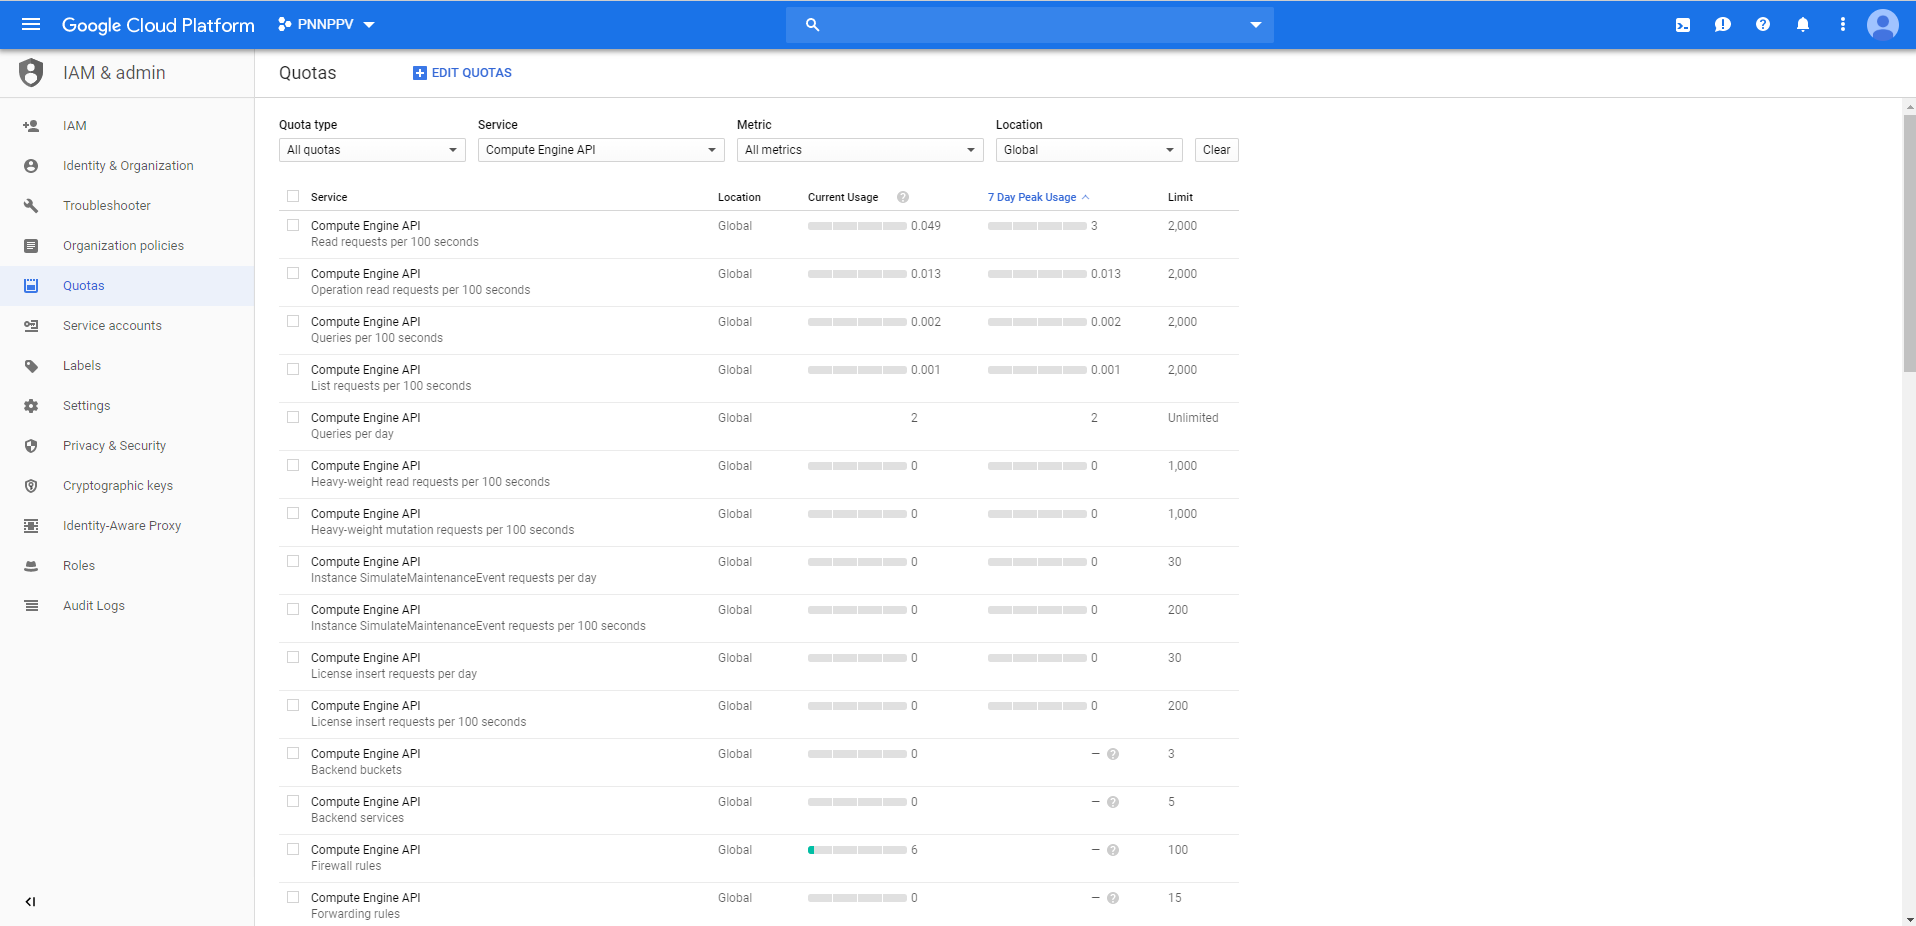 Google Cloud Platform PNNPPV
IAM & admin
Quotas EDIT QUOTAS
IAM
Identity & Organization
Troubleshooter
Organization policies
Quotas
Service accounts
Labels
Settings
Privacy & Security
Cryptographic keys
Identity-Aware Proxy
Roles
Audit Logs
Quota type Service Metric Location
All quotas Compute Engine API All metrics Global Clear
Service Location Current Usage ? 7 Day Peak Usage Limit
Compute Engine API Global 0.049 3 2,000
Read requests per 100 seconds
Compute Engine API Global 0.013 0.013 2,000
Operation read requests per 100 seconds
Compute Engine API Global 0.002 0.002 2,000
Queries per 100 seconds
Compute Engine API Global 0.001 0.001 2,000
List requests per 100 seconds
Compute Engine API Global 2 2 Unlimited
Queries per day
Compute Engine API Global 0 0 1,000
Heavy-weight read requests per 100 seconds
Compute Engine API Global 0 0 1,000
Heavy-weight mutation requests per 100 seconds
Compute Engine API Global 0 0 30
Instance SimulateMaintenanceEvent requests per day
Compute Engine API Global 0 0 200
Instance SimulateMaintenanceEvent requests per 100 seconds
Compute Engine API Global 0 0 30
License insert requests per day
Compute Engine API Global 0 0 200
License insert requests per 100 seconds
Compute Engine API Global 0 – ? 3
Backend buckets
Compute Engine API Global 0 – ? 5
Backend services
Compute Engine API Global 6 – ? 100
Firewall rules
Compute Engine API Global 0 – ? 15
Forwarding rules